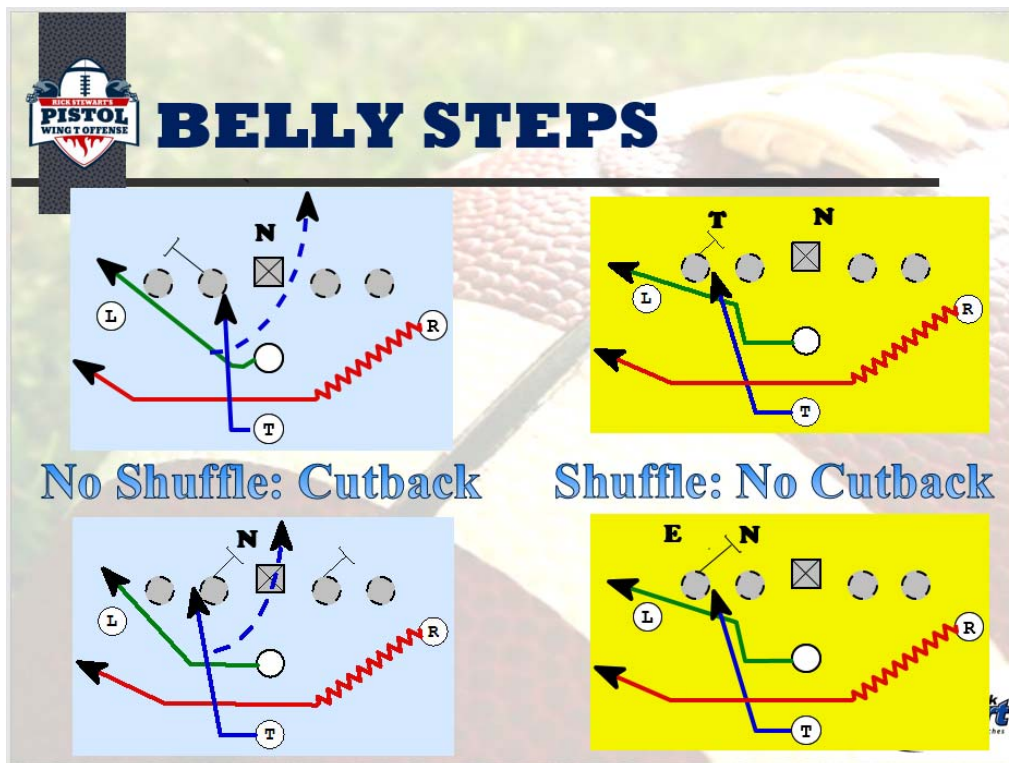 RICK STEWART'S
PISTOL
WING T OFFENSE
BELLY STEPS
N
L
R
T
T
N
L
R
T
No Shuffle: Cutback
Shuffle: No Cutback
N
L
R
T
E
N
L
R
T